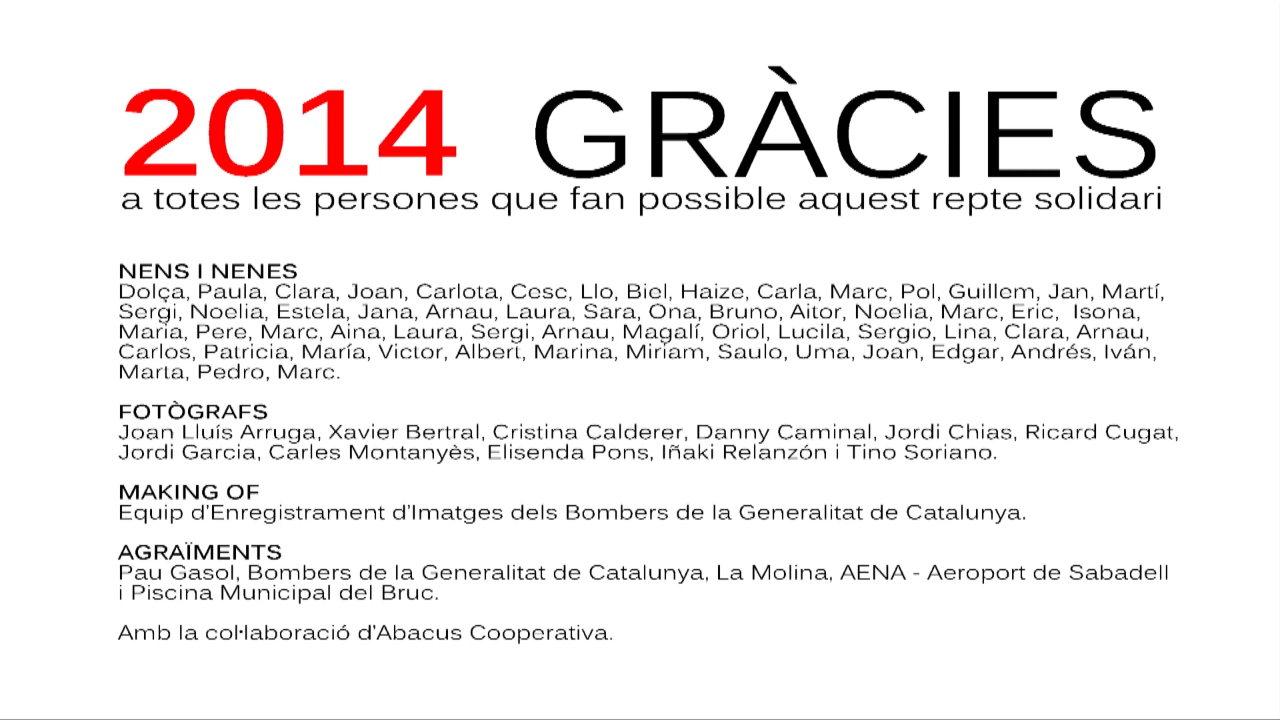 2014 GRÀCIES
a totes les persones que fan possible aquest repte solidari
NENS I NENES
Dolça, Paula, Clara, Joan, Carlota, Cesc, Llo, Biel, Haize, Carla, Marc, Pol, Guillem, Jan, Martí,
Sergi, Noelia, Estela, Jana, Arnau, Laura, Sara, Ona, Bruno, Aitor, Noelia, Marc, Eric, Isona,
Maria, Pere, Marc, Aina, Laura, Sergi, Arnau, Magalí, Oriol, Lucila, Sergio, Lina, Clara, Arnau,
Carlos, Patricia, María, Victor, Albert, Marina, Miriam, Saulo, Uma, Joan, Edgar, Andrés, Iván,
Marta, Pedro, Marc.
FOTÒGRAFS
Joan Lluís Arruga, Xavier Bertral, Cristina Calderer, Danny Caminal, Jordi Chias, Ricard Cugat,
Jordi Garcia, Carles Montanyès, Elisenda Pons, Iñaki Relanzón i Tino Soriano.
MAKING OF
Equip d'Enregistrament d'Imatges dels Bombers de la Generalitat de Catalunya.
AGRAÏMENTS
Pau Gasol, Bombers de la Generalitat de Catalunya, La Molina, AENA - Aeroport de Sabadell
i Piscina Municipal del Bruc.
Amb la col·laboració d'Abacus Cooperativa.